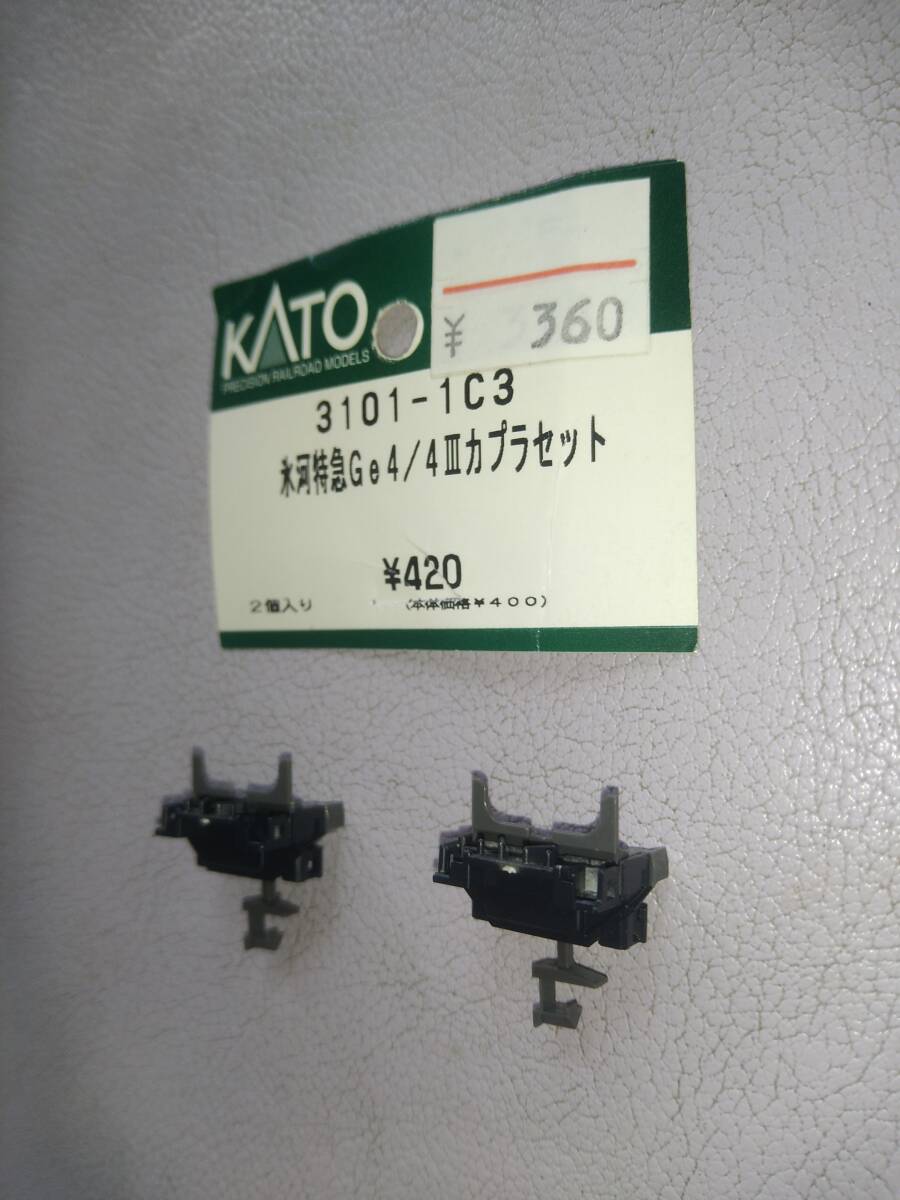 KATO
PRECISION RAILROAD MODELS
¥ 360
3101-1C3
氷河特急Ge4/4Ⅲカプラセット
¥420
2個入り (本体価格¥400)